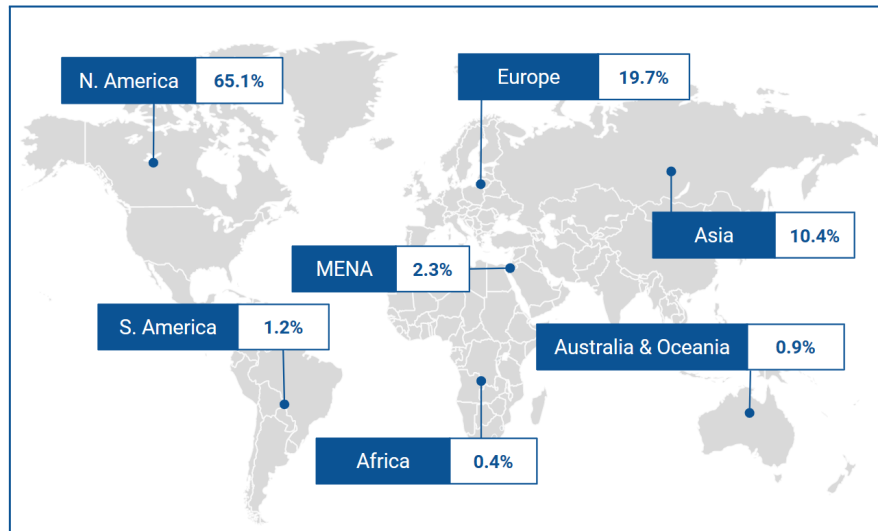 N. America 65.1%
Europe 19.7%
Asia 10.4%
MENA 2.3%
S. America 1.2%
Australia & Oceania 0.9%
Africa 0.4%